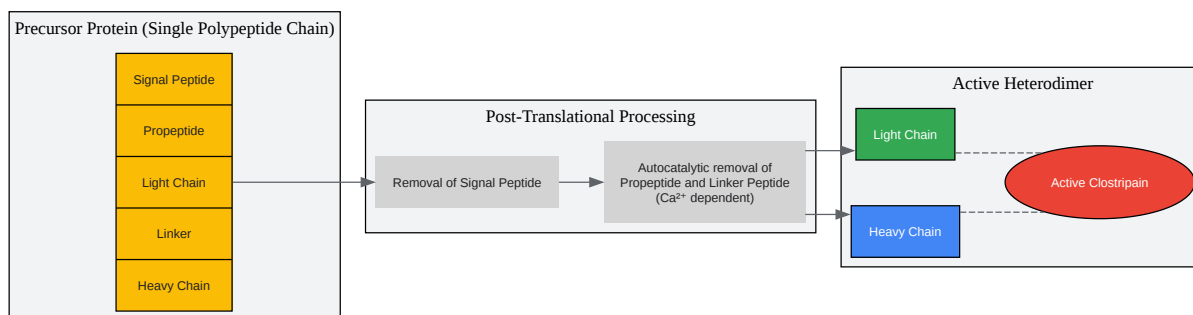 Precursor Protein (Single Polypeptide Chain)
Signal Peptide
Propeptide
Light Chain
Linker
Heavy Chain
Post-Translational Processing
Removal of Signal Peptide
Autocatalytic removal of
Propeptide and Linker Peptide
(Ca²⁺ dependent)
Active Heterodimer
Light Chain
Heavy Chain
Active Clostripain